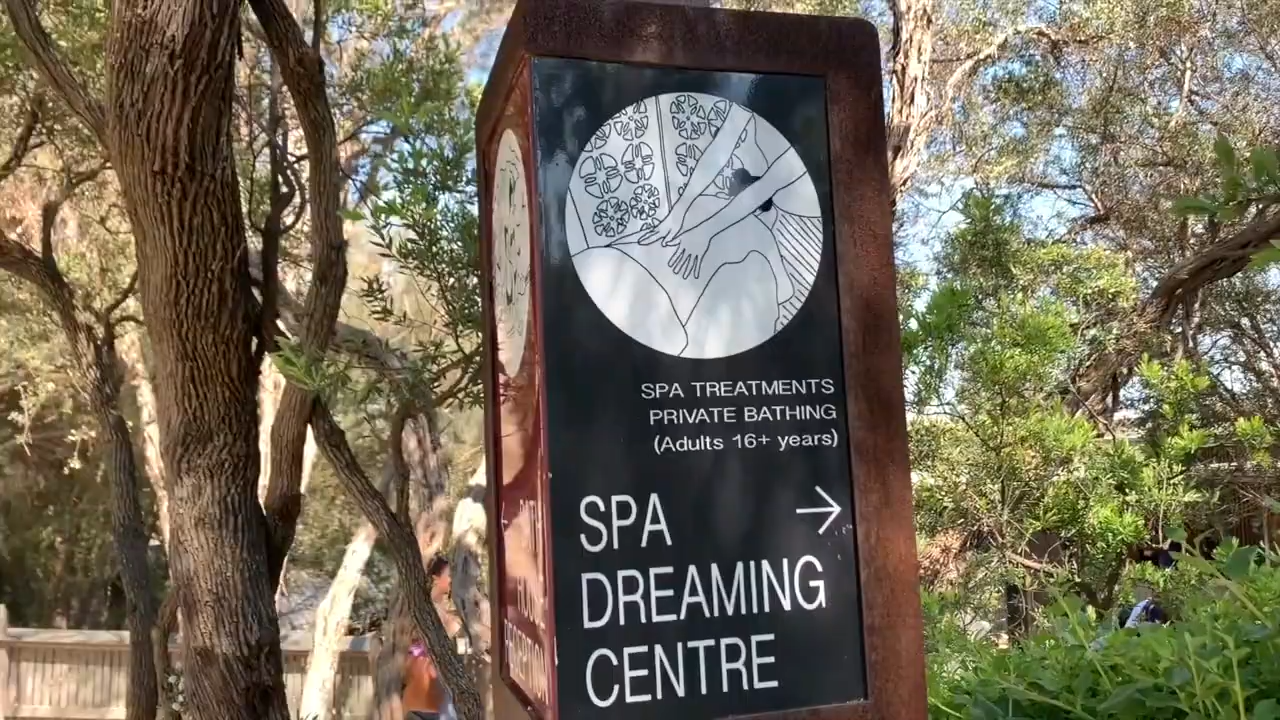 SPA TREATMENTS
PRIVATE BATHING
(Adults 16+ years)
SPA
DREAMING
CENTRE